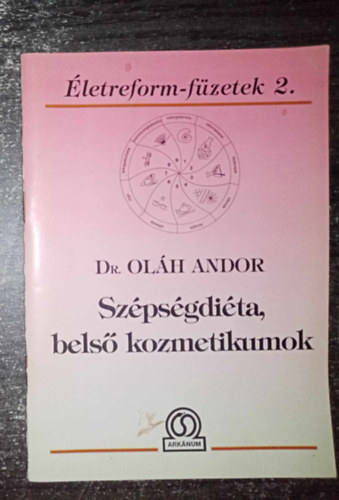 Életreform-füzetek 2.
Dr. OLÁH ANDOR
Szépségdiéta,
belső kozmetikumok
ARKÁNUM